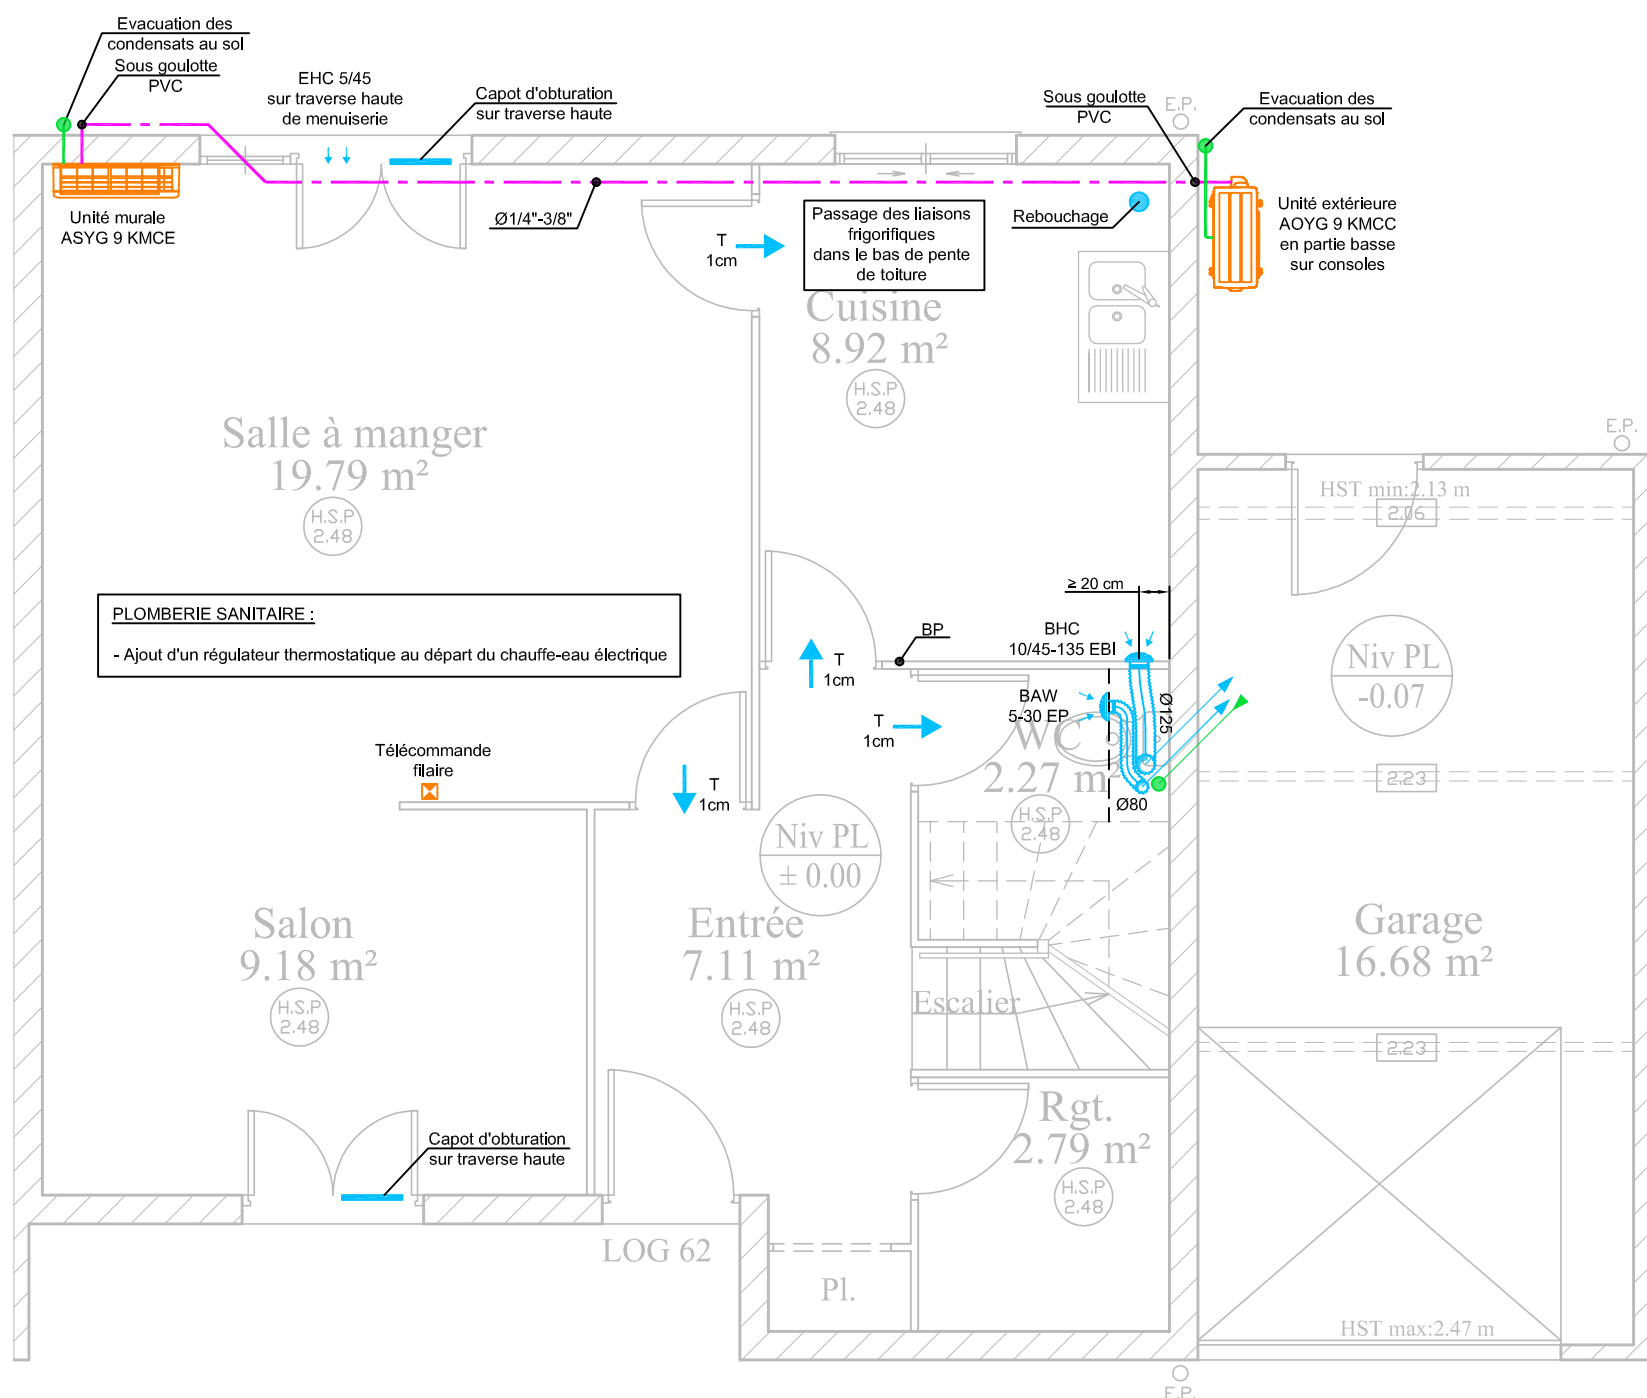 Evacuation des
condensats au sol
Sous goulotte
PVC
EHC 5/45
sur traverse haute
de menuiserie
Capot d'obturation
sur traverse haute
Sous goulotte
PVC
E.P.
Evacuation des
condensats au sol
Unité murale
ASYG 9 KMCE
Ø1/4"-3/8"
T
1cm
Passage des liaisons
frigorifiques
dans le bas de pente
de toiture
Rebouchage
Unité extérieure
AOYG 9 KMCC
en partie basse
sur consoles
Cuisine
8.92 m²
H.S.P
2.48
Salle à manger
19.79 m²
H.S.P
2.48
E.P.
HST min:2.13 m
2.06
PLOMBERIE SANITAIRE :
- Ajout d'un régulateur thermostatique au départ du chauffe-eau électrique
≥ 20 cm
BP
BHC
10/45-135 EBI
T
1cm
BAW
5-30 EP
T
1cm
Ø125
WC
2.27 m²
H.S.P
2.48
Ø80
Niv PL
-0.07
2.23
Télécommande
filaire
T
1cm
Niv PL
± 0.00
Salon
9.18 m²
H.S.P
2.48
Entrée
7.11 m²
H.S.P
2.48
Escalier
Garage
16.68 m²
2.23
Rgt.
2.79 m²
H.S.P
2.48
Capot d'obturation
sur traverse haute
LOG 62
Pl.
HST max:2.47 m
E.P.